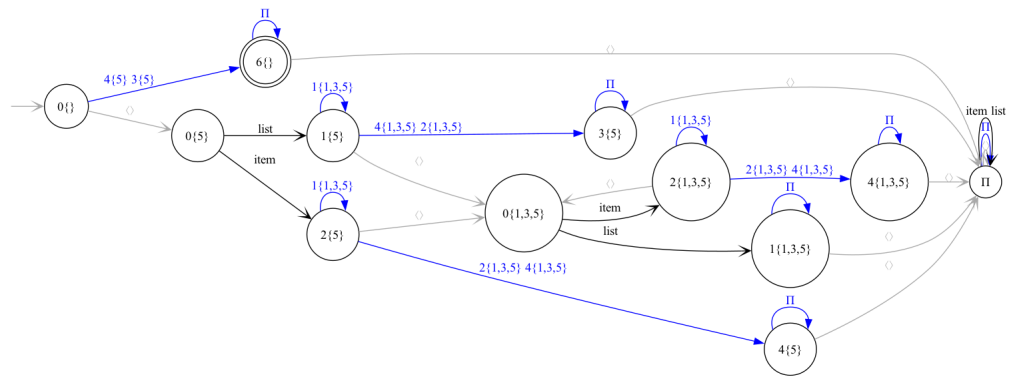 Π
⟨⟩
6{}
4{5} 3{5}
0{}
⟨⟩
1{1,3,5}
Π
⟨⟩
item list
Π
list
0{5}
1{5}
4{1,3,5} 2{1,3,5}
3{5}
1{1,3,5}
Π
item
⟨⟩
2{1,3,5}
2{1,3,5} 4{1,3,5}
4{1,3,5}
⟨⟩
Π
⟨⟩
1{1,3,5}
Π
0{1,3,5}
item
list
⟨⟩
2{5}
1{1,3,5}
⟨⟩
2{1,3,5} 4{1,3,5}
⟨⟩
Π
4{5}